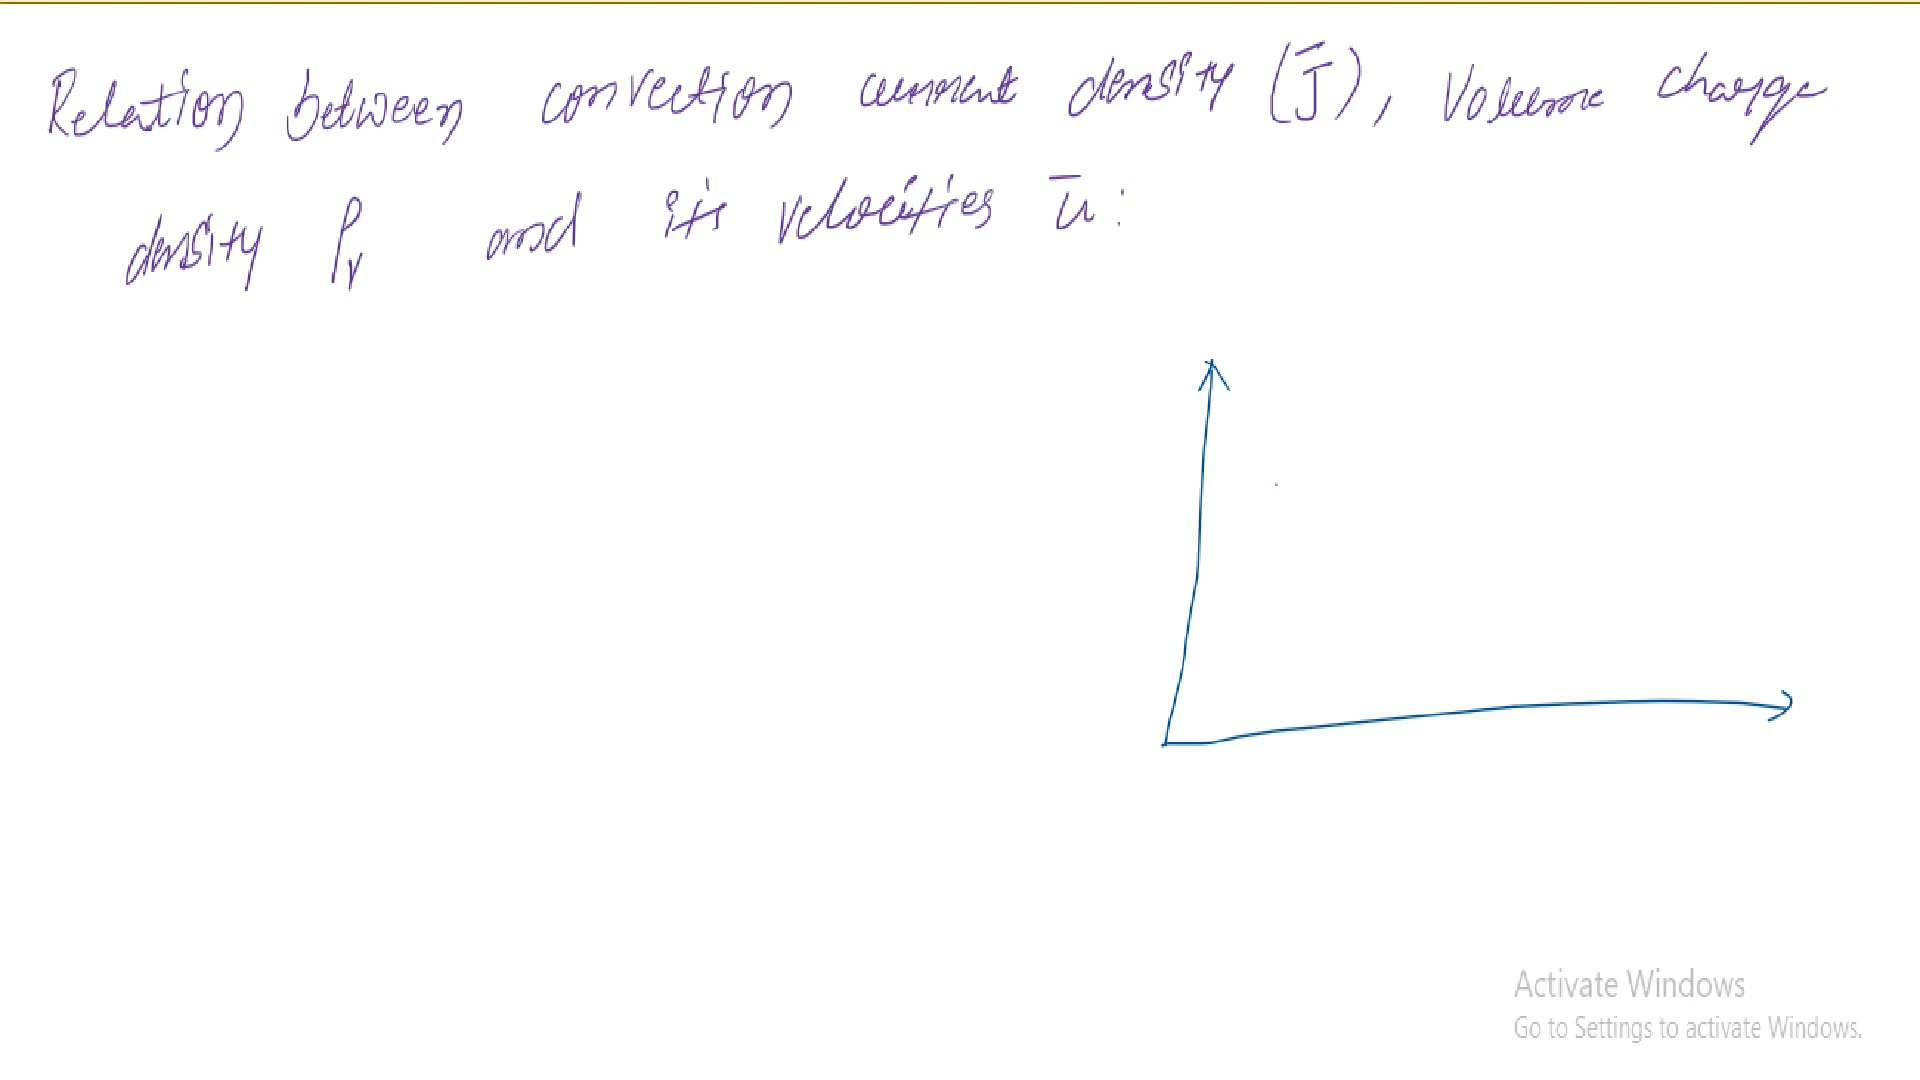 Relation between convection current density (J̅), Volume charge
density ρv and its velocities u̅:
Activate Windows
Go to Settings to activate Windows.